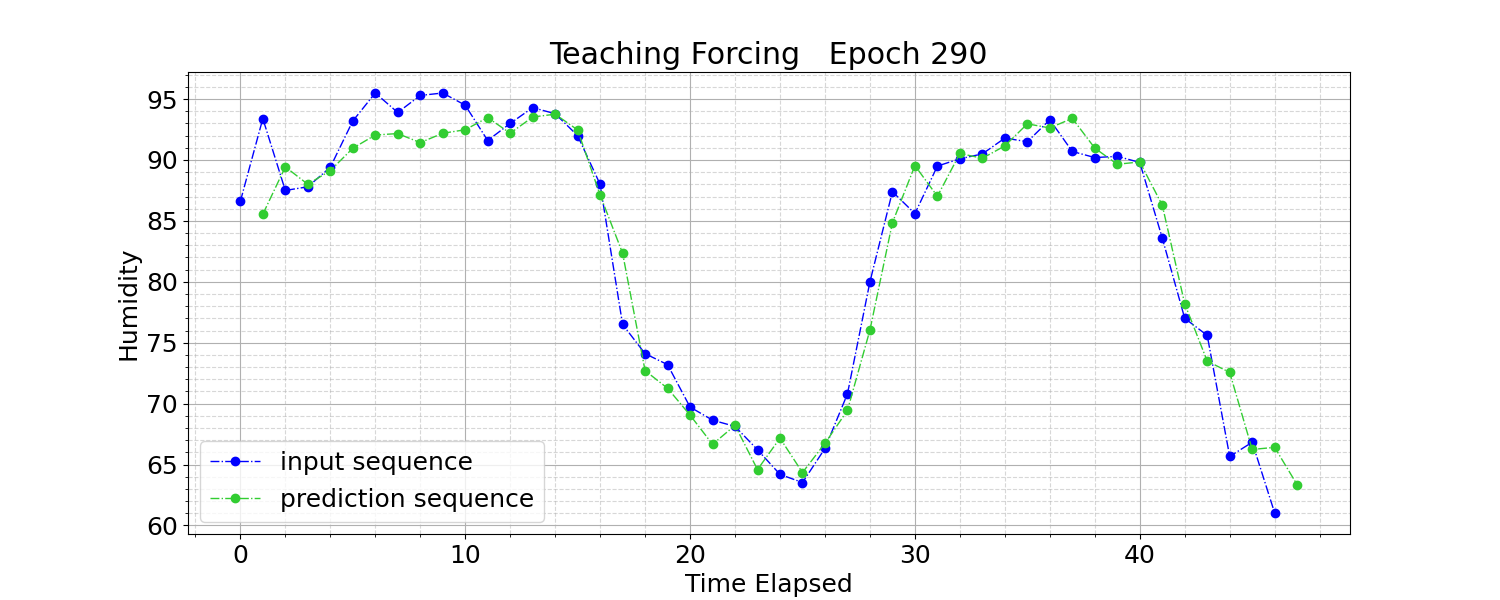 Teaching Forcing   Epoch 290
95
90
85
80
75
70
65
60
Humidity
input sequence
prediction sequence
0 10 20 30 40
Time Elapsed